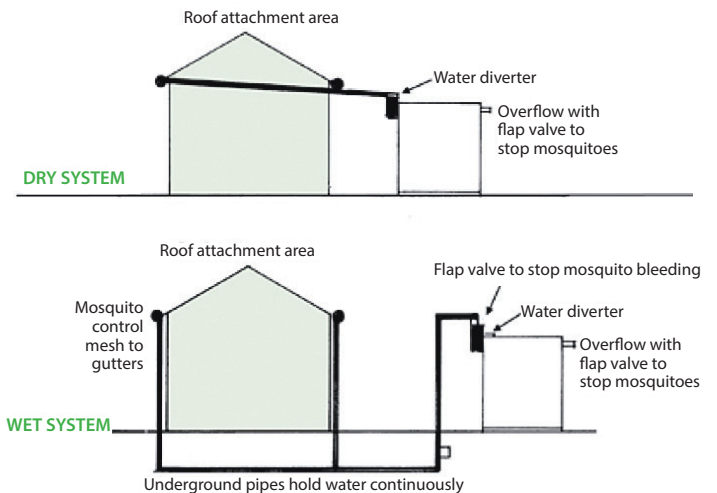 Roof attachment area
Water diverter
Overflow with
flap valve to
stop mosquitoes
DRY SYSTEM
Roof attachment area
Flap valve to stop mosquito bleeding
Mosquito
control
mesh to
gutters
Water diverter
Overflow with
flap valve to
stop mosquitoes
WET SYSTEM
Underground pipes hold water continuously